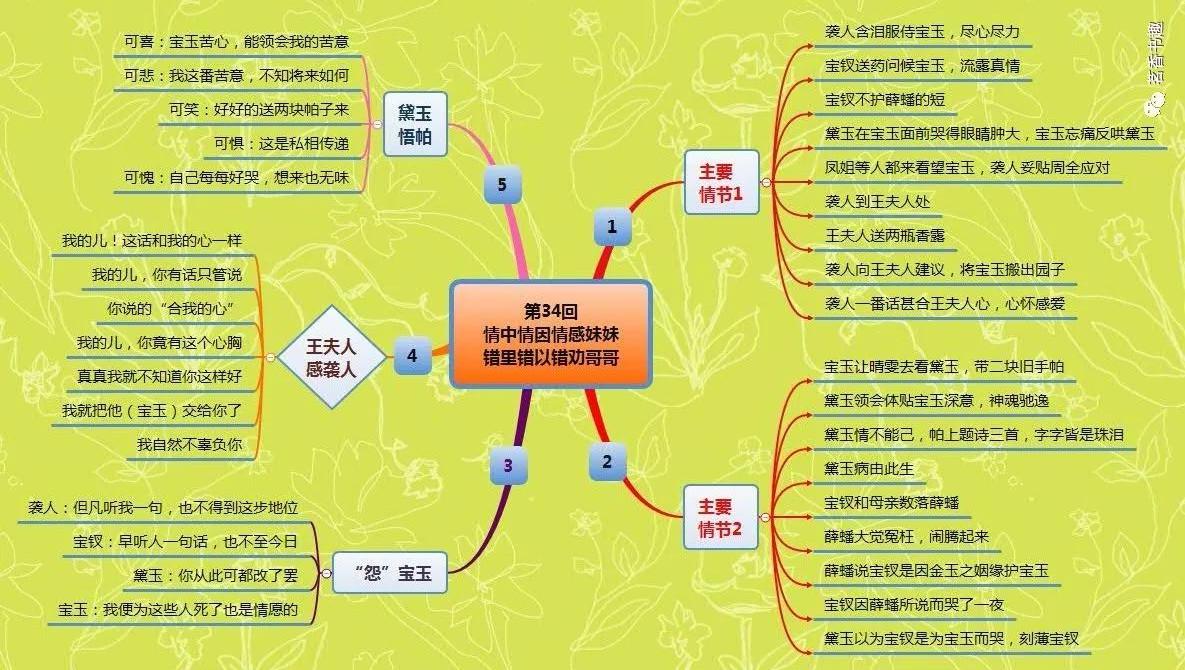 第34回
情中情因情感妹妹
错里错以错劝哥哥
1
主要
情节1
袭人含泪服侍宝玉，尽心尽力
宝钗送药问候宝玉，流露真情
宝钗不护薛蟠的短
黛玉在宝玉面前哭得眼睛肿大，宝玉忘痛反哄黛玉
凤姐等人都来看望宝玉，袭人妥贴周全应对
袭人到王夫人处
王夫人送两瓶香露
袭人向王夫人建议，将宝玉搬出园子
袭人一番话甚合王夫人心，心怀感爱
2
主要
情节2
宝玉让晴雯去看黛玉，带二块旧手帕
黛玉领会体贴宝玉深意，神魂驰逸
黛玉情不能己，帕上题诗三首，字字皆是珠泪
黛玉病由此生
宝钗和母亲数落薛蟠
薛蟠大觉冤枉，闹腾起来
薛蟠说宝钗是因金玉之姻缘护宝玉
宝钗因薛蟠所说而哭了一夜
黛玉以为宝钗是为宝玉而哭，刻薄宝钗
3
“怨”宝玉
袭人：但凡听我一句，也不得到这步地位
宝钗：早听人一句话，也不至今日
黛玉：你从此可都改了罢
宝玉：我便为这些人死了也是情愿的
4
王夫人
感袭人
我的儿！这话和我的心一样
我的儿，你有话只管说
你说的“合我的心”
我的儿，你竟有这个心胸
真真我就不知道你这样好
我就把他（宝玉）交给你了
我自然不辜负你
5
黛玉
悟帕
可喜：宝玉苦心，能领会我的苦意
可悲：我这番苦意，不知将来如何
可笑：好好的送两块帕子来
可惧：这是私相传递
可愧：自己每每好哭，想来也无味
茗香书趣